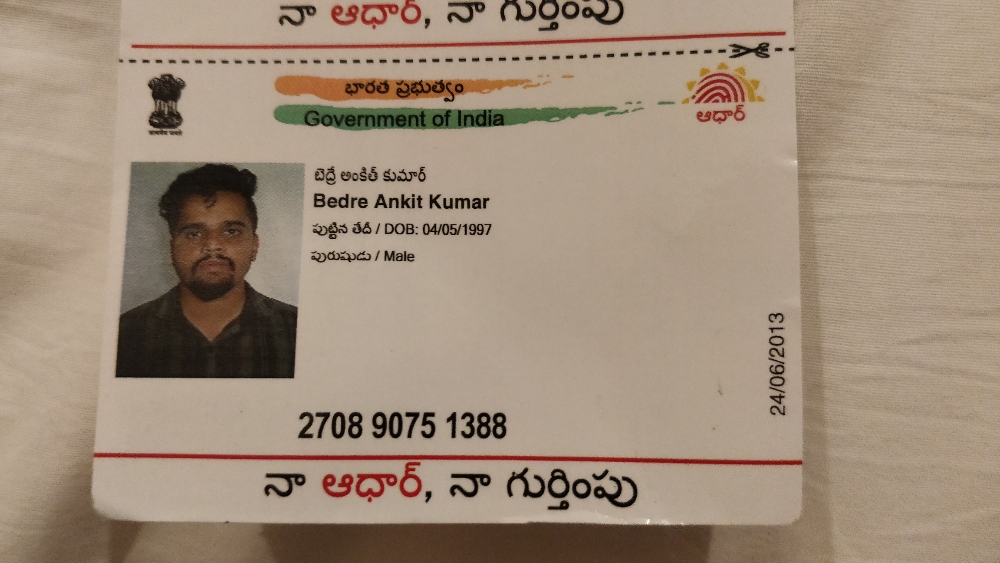 నా ఆధార్, నా గుర్తింపు
భారత ప్రభుత్వం
Government of India
ఆధార్
బెద్రే అంకిత్ కుమార్
Bedre Ankit Kumar
పుట్టిన తేదీ / DOB: 04/05/1997
పురుషుడు / Male
24/06/2013
2708 9075 1388
నా ఆధార్, నా గుర్తింపు